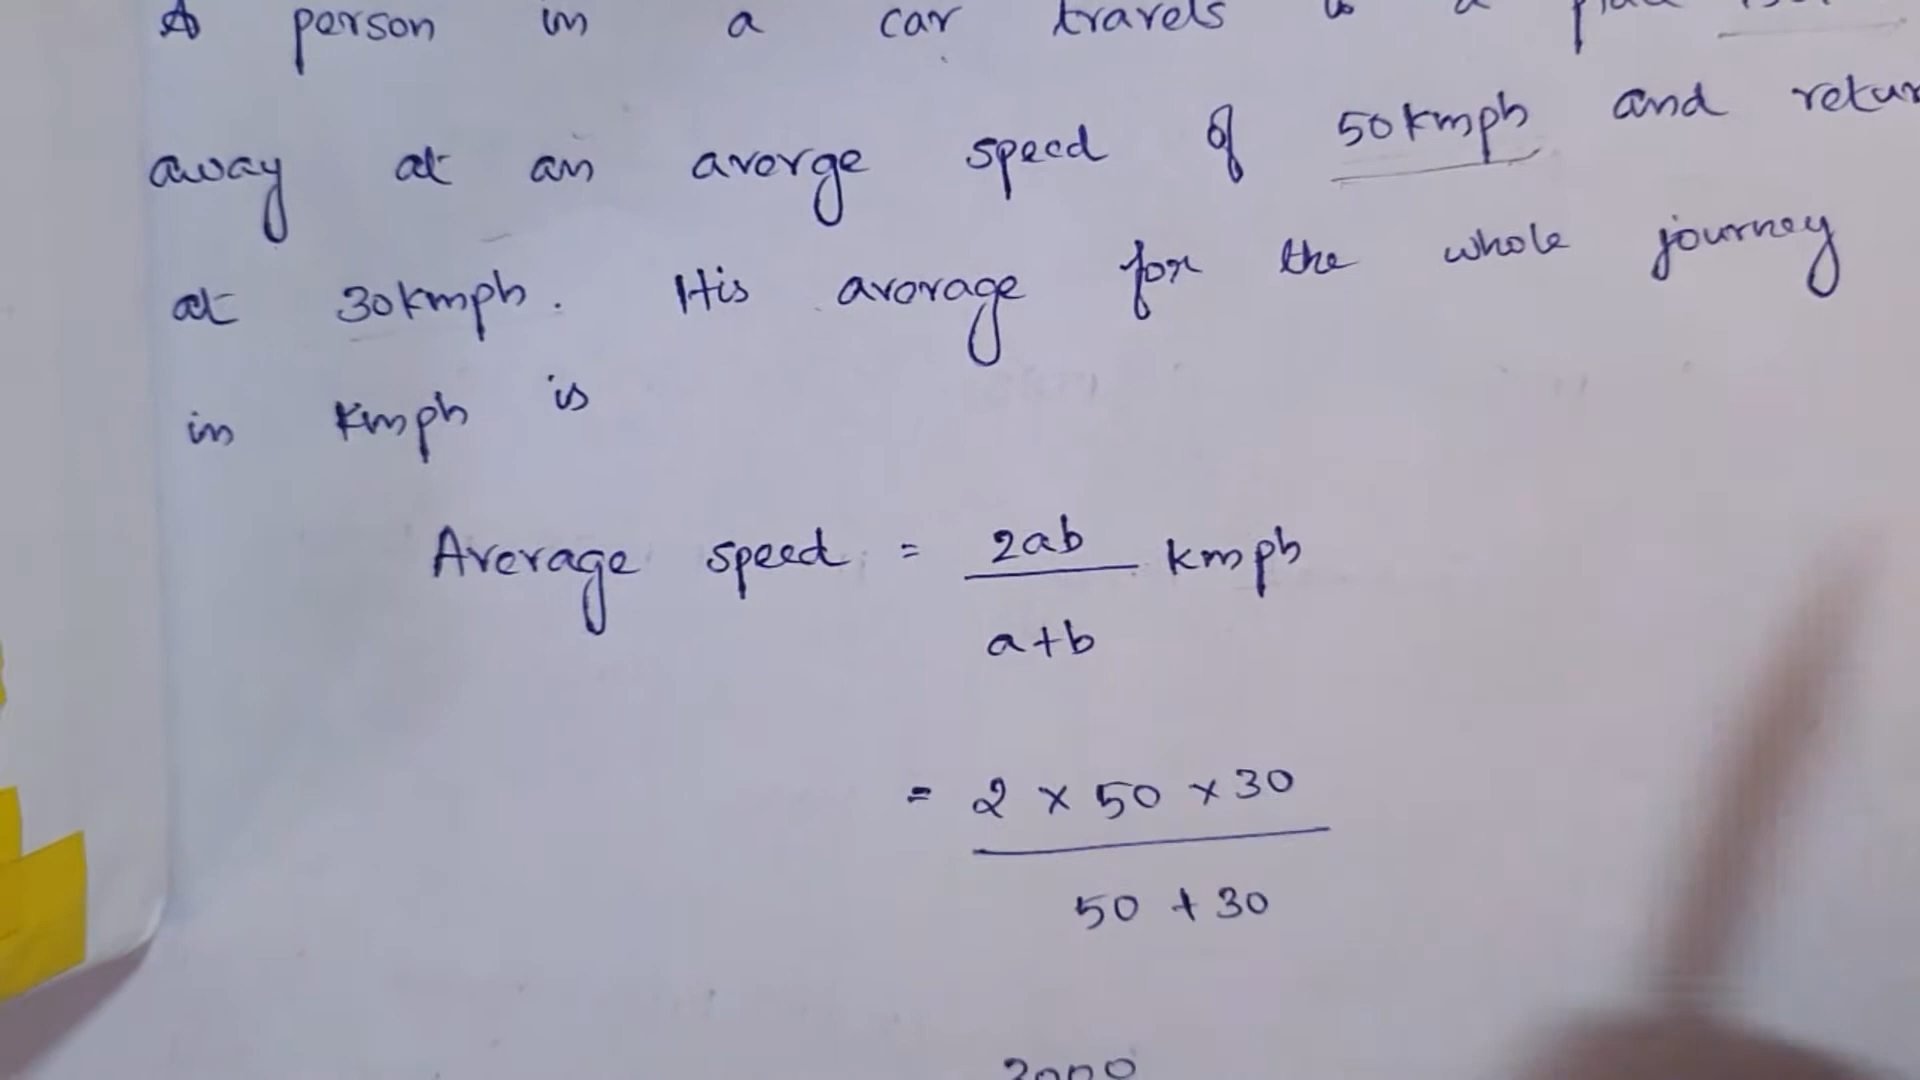 A person in a car travels
away at an averge speed of 50kmph and retur
at 30kmph. His average for the whole journey
in kmph is
Average speed = 2ab kmph
a+b
= 2 x 50 x 30
50 + 30